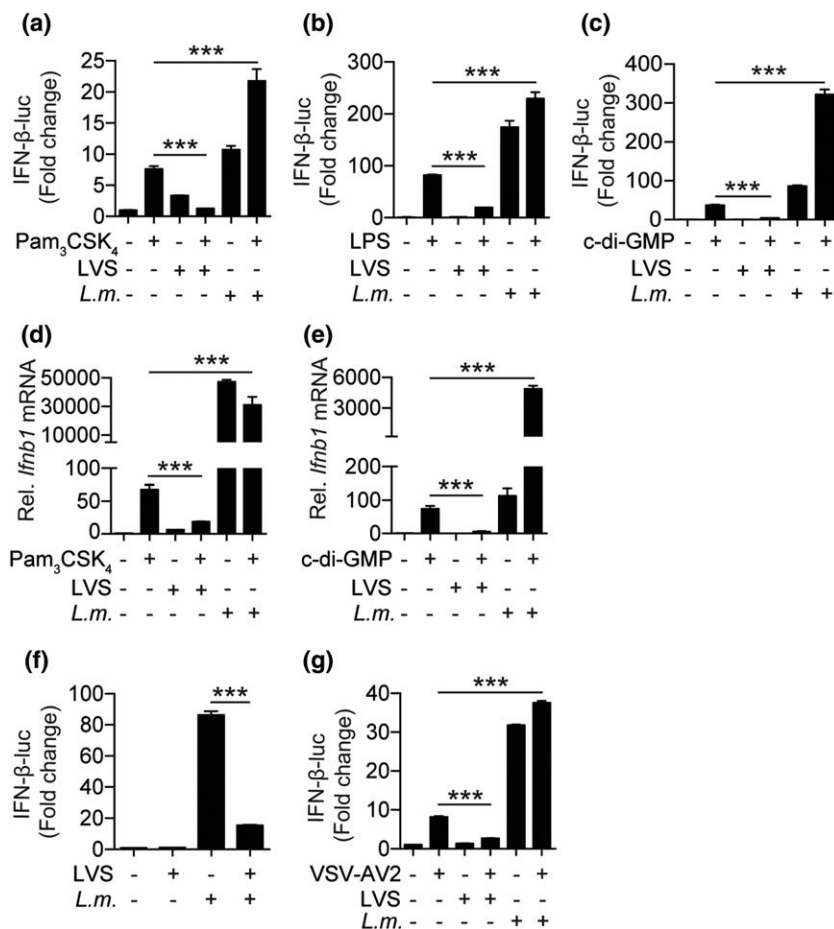 (a)
IFN-β-luc
(Fold change)
25
20
15
10
5
0
***
***
Pam₃CSK₄ - + - + - +
LVS - - + + - -
L.m. - - - - + +
(b)
IFN-β-luc
(Fold change)
300
200
100
0
***
***
LPS - + - + - +
LVS - - + + - -
L.m. - - - - + +
(c)
IFN-β-luc
(Fold change)
400
300
200
100
0
***
***
c-di-GMP - + - + - +
LVS - - + + - -
L.m. - - - - + +
(d)
Rel. Ifnb1 mRNA
50000
30000
10000
100
50
0
***
***
Pam₃CSK₄ - + - + - +
LVS - - + + - -
L.m. - - - - + +
(e)
Rel. Ifnb1 mRNA
6000
3000
200
100
0
***
***
c-di-GMP - + - + - +
LVS - - + + - -
L.m. - - - - + +
(f)
IFN-β-luc
(Fold change)
100
80
60
40
20
0
***
LVS - + - +
L.m. - - + +
(g)
IFN-β-luc
(Fold change)
40
30
20
10
0
***
***
VSV-AV2 - + - + - +
LVS - - + + - -
L.m. - - - - + +